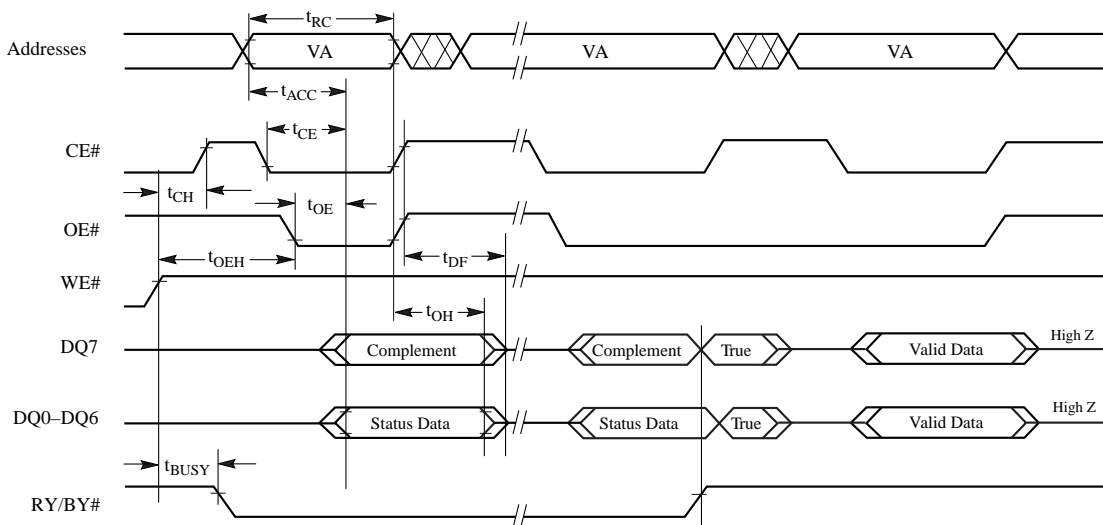 tRC
Addresses VA VA VA
tACC
tCE
CE#
tCH
tOE
OE#
tOEH tDF
WE#
tOH
DQ7 Complement Complement True Valid Data High Z
DQ0–DQ6 Status Data Status Data True Valid Data High Z
tBUSY
RY/BY#